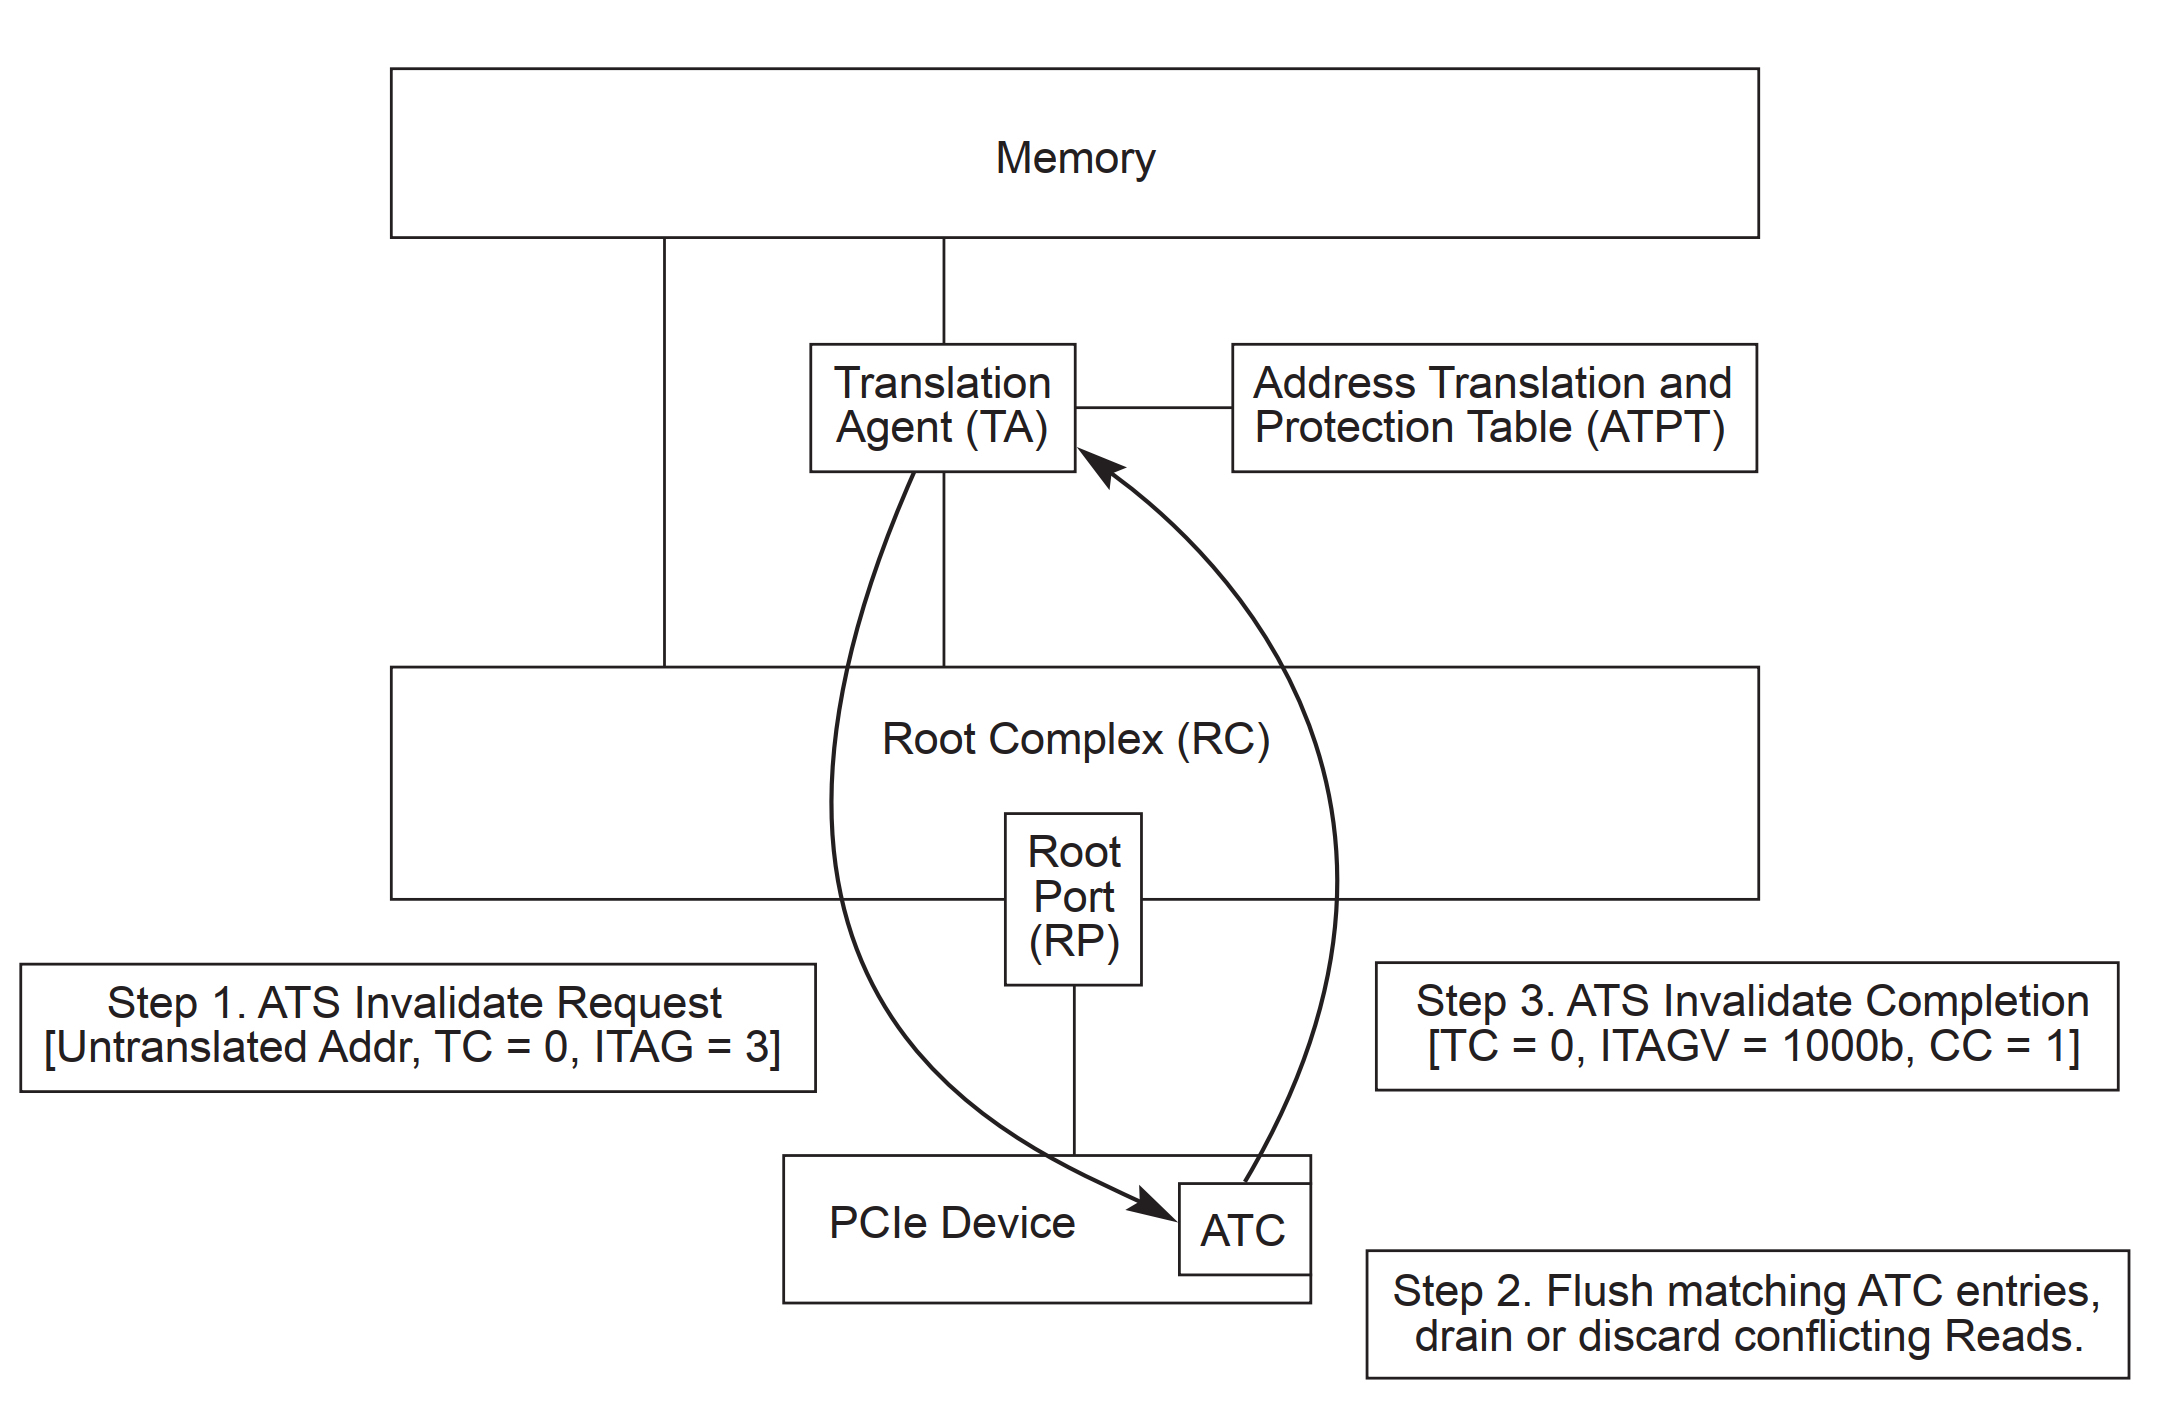 Memory
Translation
Agent (TA)
Address Translation and
Protection Table (ATPT)
Root Complex (RC)
Root
Port
(RP)
Step 1. ATS Invalidate Request
[Untranslated Addr, TC = 0, ITAG = 3]
Step 3. ATS Invalidate Completion
[TC = 0, ITAGV = 1000b, CC = 1]
PCIe Device
ATC
Step 2. Flush matching ATC entries,
drain or discard conflicting Reads.